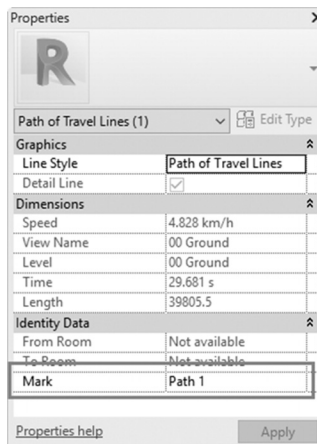 Properties X
R
Path of Travel Lines (1) Edit Type
Graphics
Line Style Path of Travel Lines
Detail Line
Dimensions
Speed 4.828 km/h
View Name 00 Ground
Level 00 Ground
Time 29.681 s
Length 39805.5
Identity Data
From Room Not available
To Room Not available
Mark Path 1
Properties help Apply